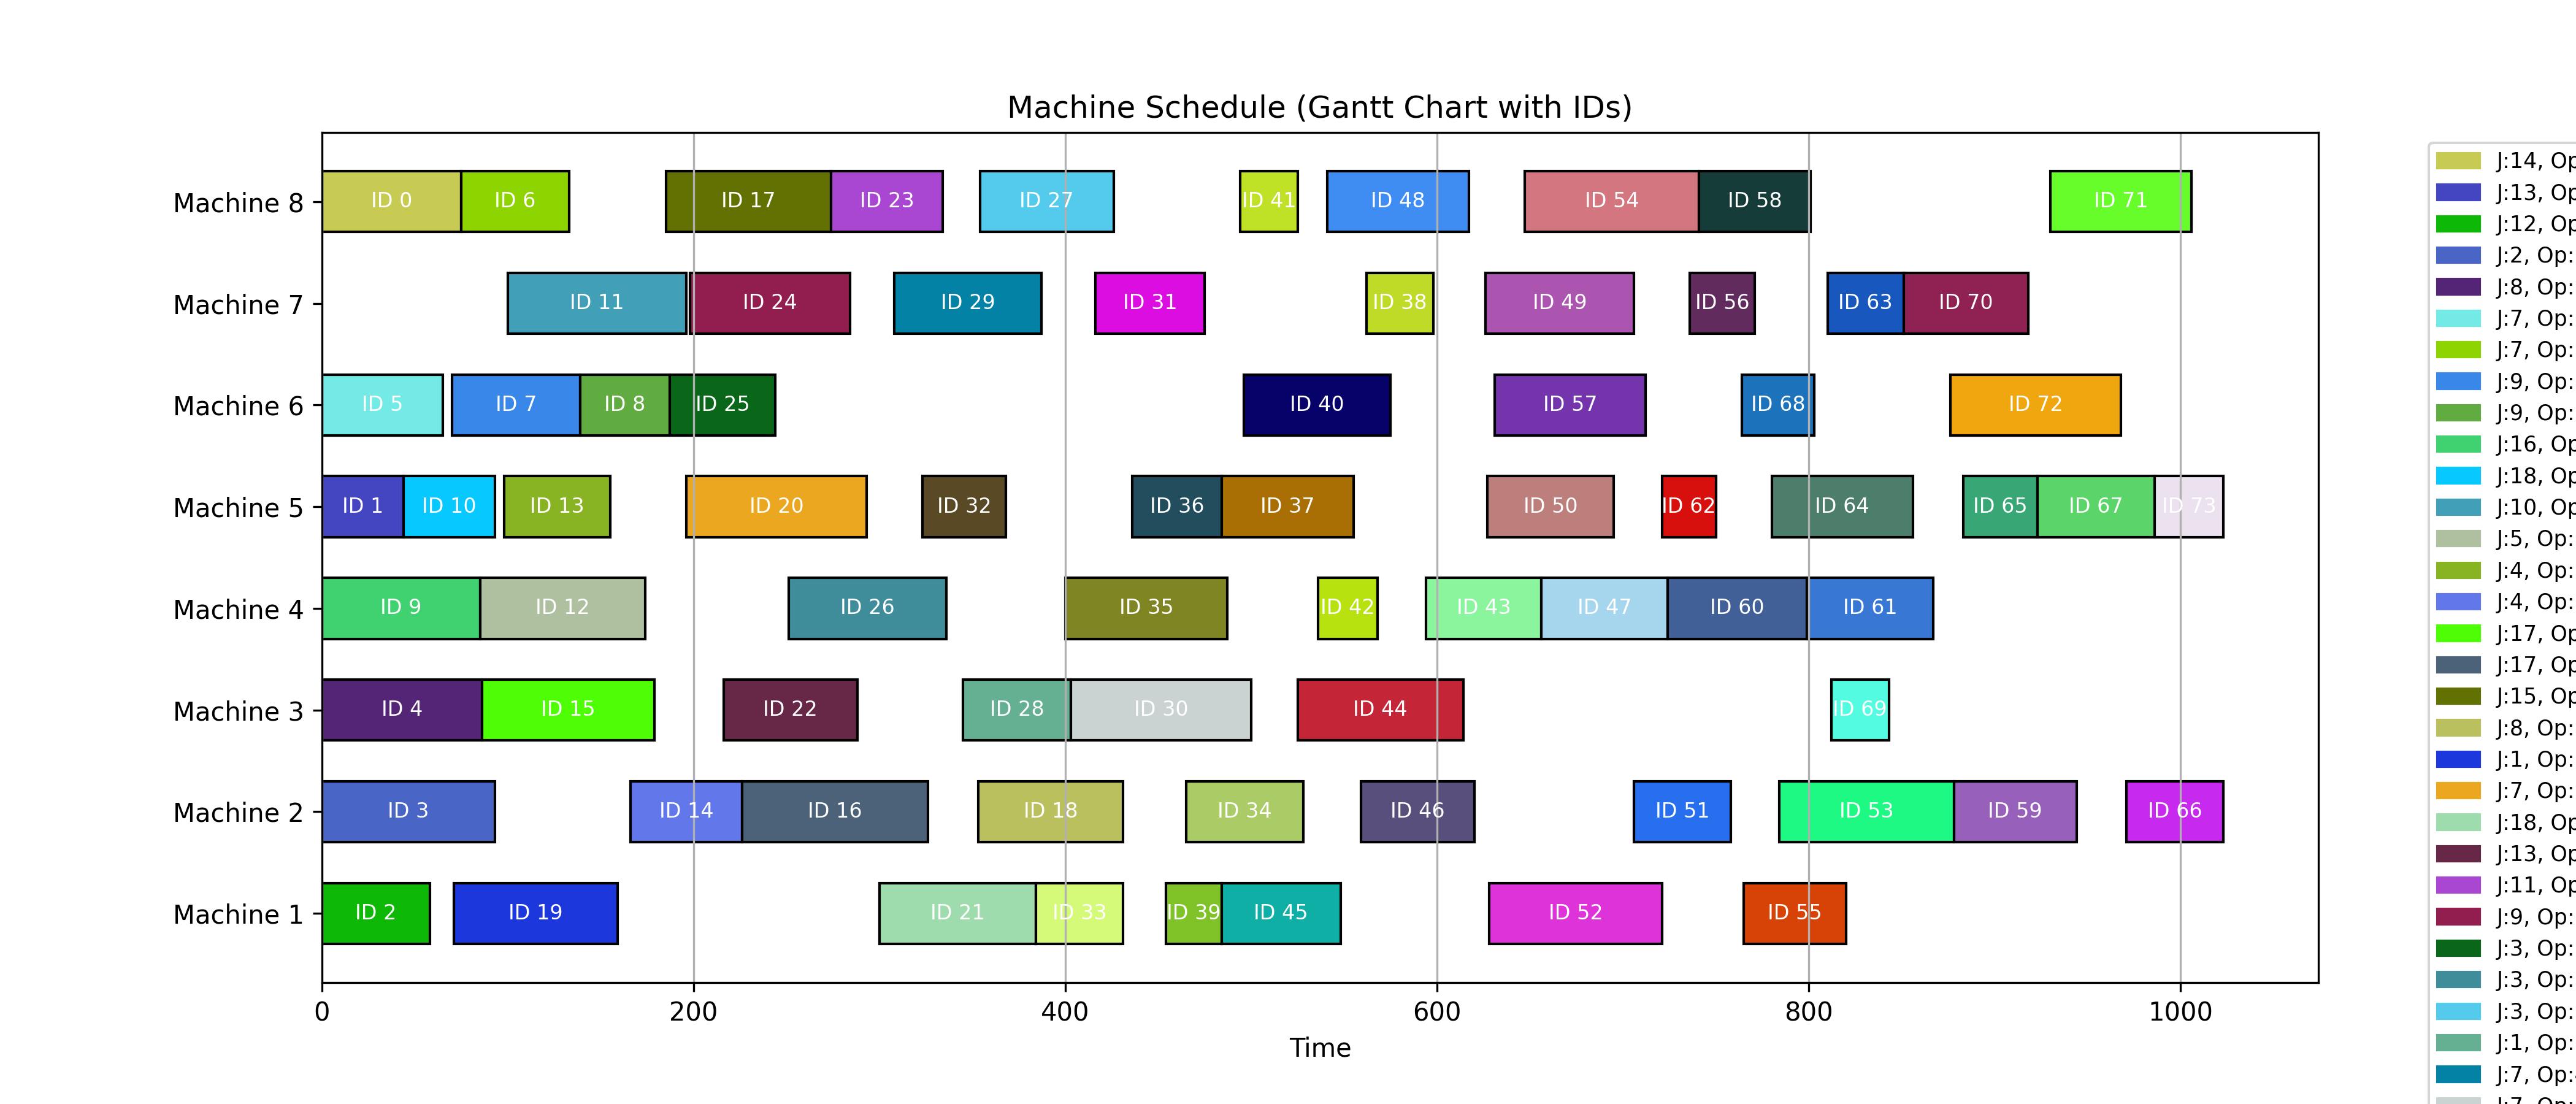 Machine Schedule (Gantt Chart with IDs)
Machine 8
ID 0 ID 6 ID 17 ID 23 ID 27 ID 41 ID 48 ID 54 ID 58 ID 71
Machine 7
ID 11 ID 24 ID 29 ID 31 ID 38 ID 49 ID 56 ID 63 ID 70
Machine 6
ID 5 ID 7 ID 8 ID 25 ID 40 ID 57 ID 68 ID 72
Machine 5
ID 1 ID 10 ID 13 ID 20 ID 32 ID 36 ID 37 ID 50 ID 62 ID 64 ID 65 ID 67 ID 73
Machine 4
ID 9 ID 12 ID 26 ID 35 ID 42 ID 43 ID 47 ID 60 ID 61
Machine 3
ID 4 ID 15 ID 22 ID 28 ID 30 ID 44 ID 69
Machine 2
ID 3 ID 14 ID 16 ID 18 ID 34 ID 46 ID 51 ID 53 ID 59 ID 66
Machine 1
ID 2 ID 19 ID 21 ID 33 ID 39 ID 45 ID 52 ID 55
0 200 400 600 800 1000
Time
J:14, Op
J:13, Op
J:12, Op
J:2, Op:
J:8, Op:
J:7, Op:
J:7, Op:
J:9, Op:
J:9, Op:
J:16, Op
J:18, Op
J:10, Op
J:5, Op:
J:4, Op:
J:4, Op:
J:17, Op
J:17, Op
J:15, Op
J:8, Op:
J:1, Op:
J:7, Op:
J:18, Op
J:13, Op
J:11, Op
J:9, Op:
J:3, Op:
J:3, Op:
J:3, Op:
J:1, Op:
J:7, Op:
J:7, Op: